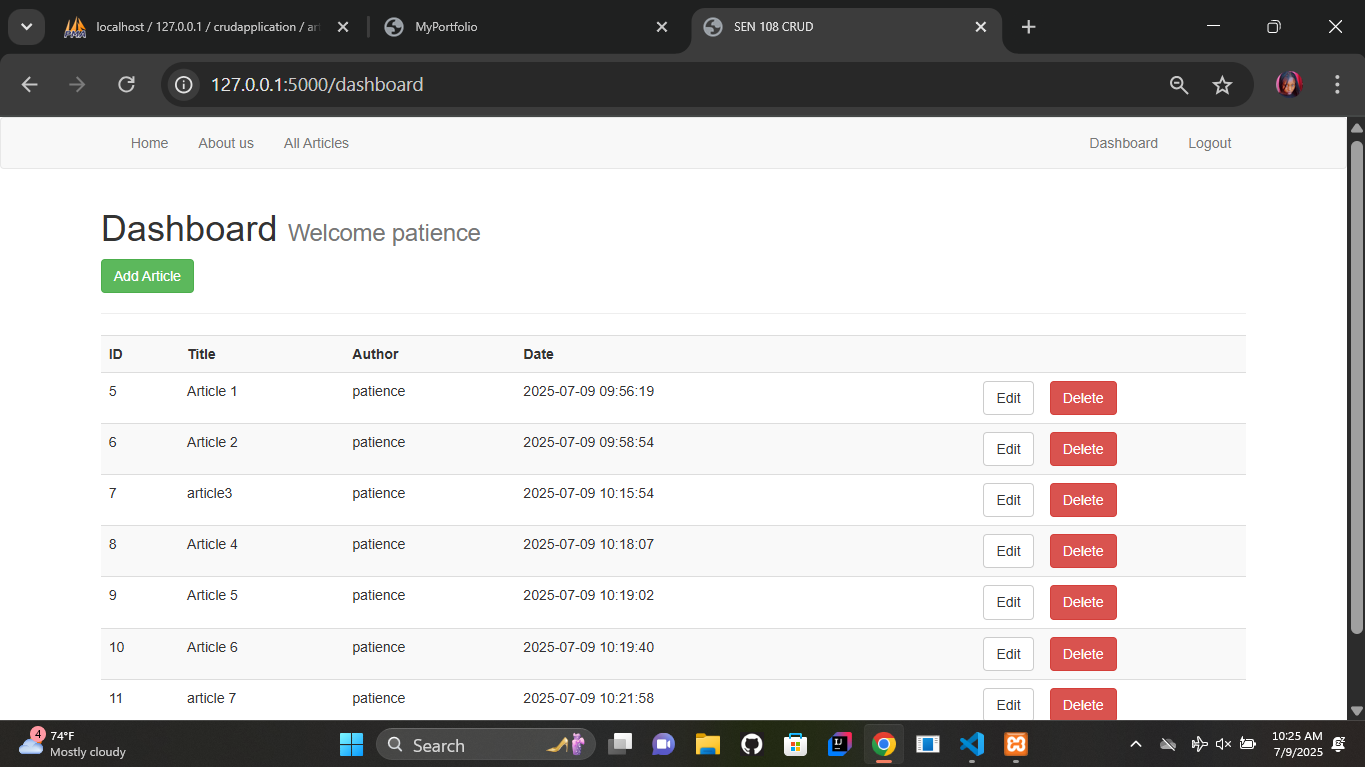 localhost / 127.0.0.1 / crudapplication / art
MyPortfolio
SEN 108 CRUD
127.0.0.1:5000/dashboard
Home About us All Articles Dashboard Logout
Dashboard Welcome patience
Add Article
ID Title Author Date
5 Article 1 patience 2025-07-09 09:56:19 Edit Delete
6 Article 2 patience 2025-07-09 09:58:54 Edit Delete
7 article3 patience 2025-07-09 10:15:54 Edit Delete
8 Article 4 patience 2025-07-09 10:18:07 Edit Delete
9 Article 5 patience 2025-07-09 10:19:02 Edit Delete
10 Article 6 patience 2025-07-09 10:19:40 Edit Delete
11 article 7 patience 2025-07-09 10:21:58 Edit Delete
4
74°F
Mostly cloudy
Search
10:25 AM
7/9/2025